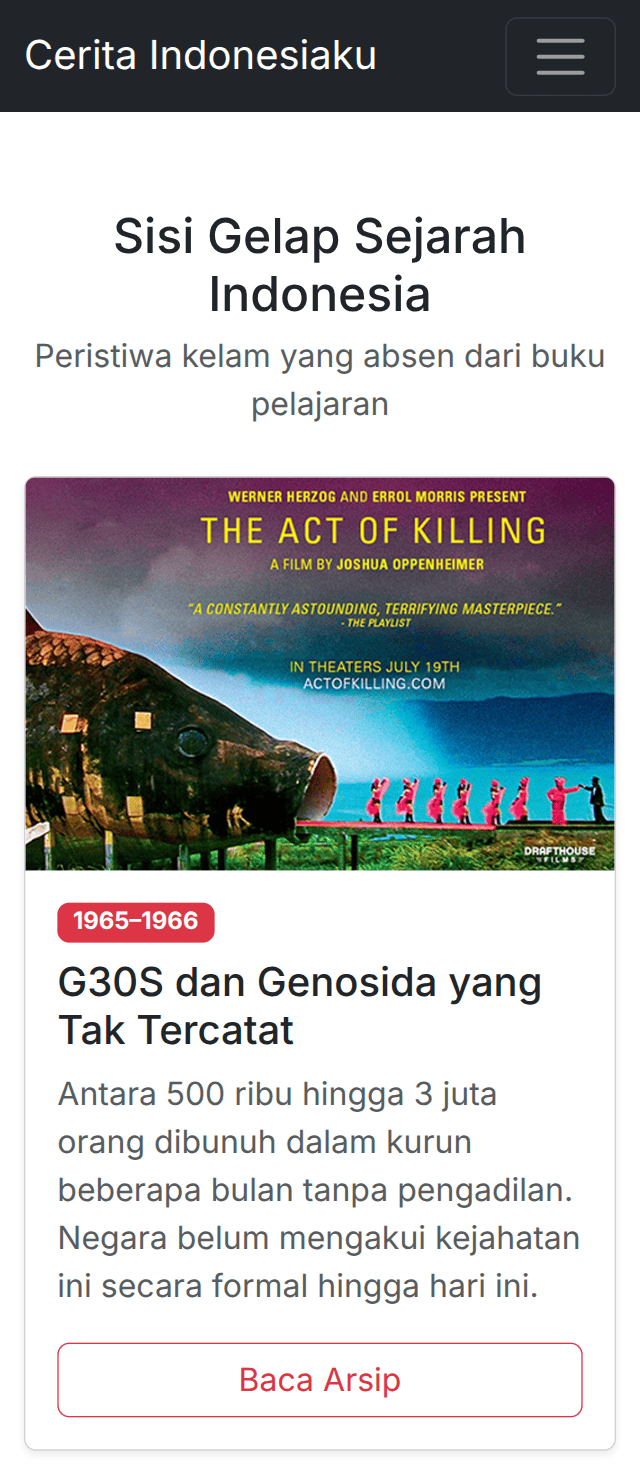 Cerita Indonesiaku
Sisi Gelap Sejarah
Indonesia
Peristiwa kelam yang absen dari buku
pelajaran
WERNER HERZOG AND ERROL MORRIS PRESENT
THE ACT OF KILLING
A FILM BY JOSHUA OPPENHEIMER
"A CONSTANTLY ASTOUNDING, TERRIFYING MASTERPIECE."
- THE PLAYLIST
IN THEATERS JULY 19TH
ACTOFKILLING.COM
DRAFTHOUSE
FILMS
1965–1966
G30S dan Genosida yang
Tak Tercatat
Antara 500 ribu hingga 3 juta
orang dibunuh dalam kurun
beberapa bulan tanpa pengadilan.
Negara belum mengakui kejahatan
ini secara formal hingga hari ini.
Baca Arsip